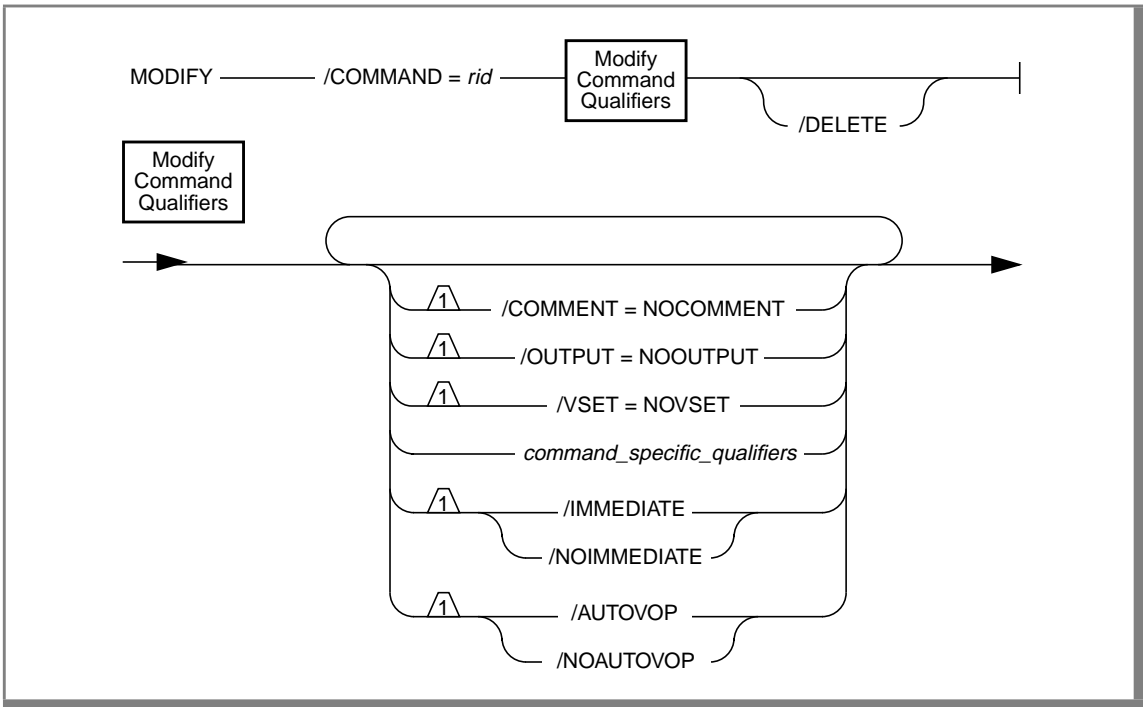 MODIFY /COMMAND = rid Modify
Command
Qualifiers
/DELETE
Modify
Command
Qualifiers
1 /COMMENT = NOCOMMENT
1 /OUTPUT = NOOUTPUT
1 /VSET = NOVSET
command_specific_qualifiers
1 /IMMEDIATE
/NOIMMEDIATE
1 /AUTOVOP
/NOAUTOVOP